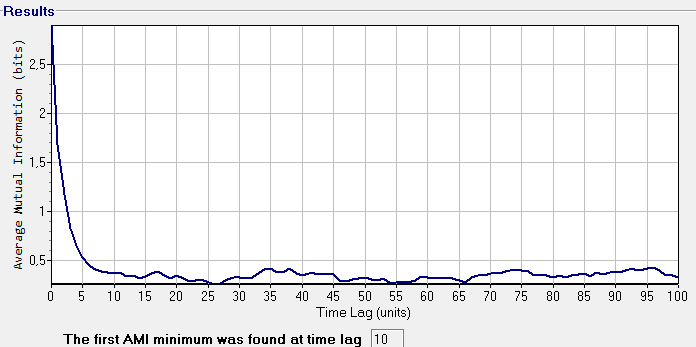 Results
Average Mutual Information (bits)
2,5
2
1,5
1
0,5
0 5 10 15 20 25 30 35 40 45 50 55 60 65 70 75 80 85 90 95 100
Time Lag (units)
The first AMI minimum was found at time lag 10